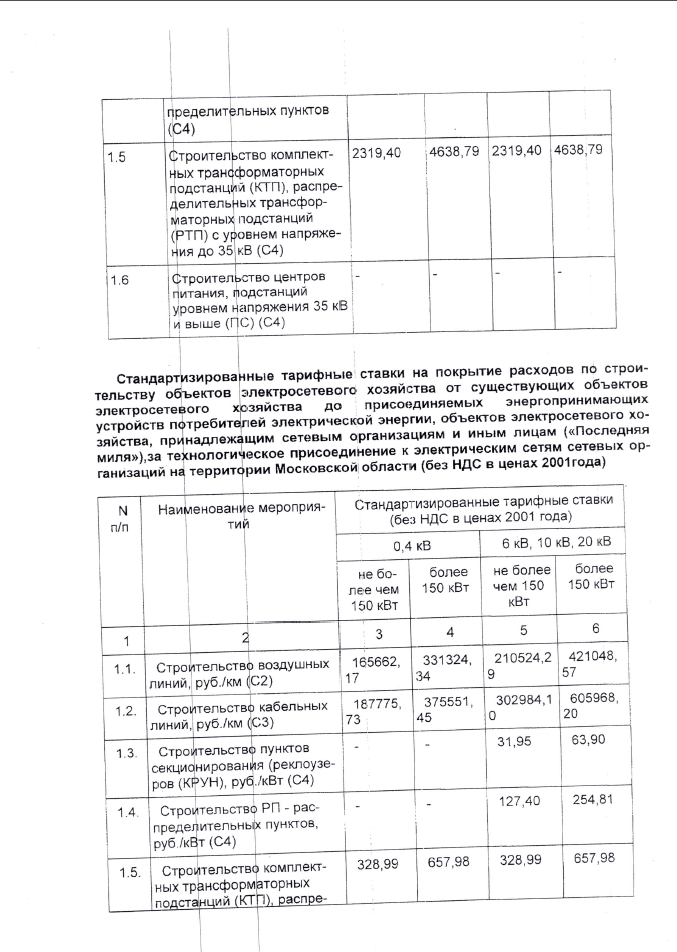 пределительных пунктов
(С4)
1.5 Строительство комплект- 2319,40 4638,79 2319,40 4638,79
ных трансформаторных
подстанций (КТП), распре-
делительных трансфор-
маторных подстанций
(РТП) с уровнем напряже-
ния до 35 кВ (С4)
1.6 Строительство центров - - - -
питания, подстанций
уровнем напряжения 35 кВ
и выше (ПС) (С4)
Стандартизированные тарифные ставки на покрытие расходов по строи-
тельству объектов электросетевого хозяйства от существующих объектов
электросетевого хозяйства до присоединяемых энергопринимающих
устройств потребителей электрической энергии, объектов электросетевого хо-
зяйства, принадлежащим сетевым организациям и иным лицам («Последняя
миля»),за технологическое присоединение к электрическим сетям сетевых ор-
ганизаций на территории Московской области (без НДС в ценах 2001года)
N
п/п
Наименование мероприя-
тий
Стандартизированные тарифные ставки
(без НДС в ценах 2001 года)
0,4 кВ 6 кВ, 10 кВ, 20 кВ
не бо-
лее чем
150 кВт
более
150 кВт
не более
чем 150
кВт
более
150 кВт
1 2 3 4 5 6
1.1. Строительство воздушных 165662, 331324, 210524,2 421048,
линий, руб./км (С2) 17 34 9 57
1.2. Строительство кабельных 187775, 375551, 302984,1 605968,
линий, руб./км (С3) 73 45 0 20
1.3. Строительство пунктов - - 31,95 63,90
секционирования (реклоузе-
ров (КРУН), руб./кВт (С4)
1.4. Строительство РП - рас- - - 127,40 254,81
пределительных пунктов,
руб./кВт (С4)
1.5. Строительство комплект- 328,99 657,98 328,99 657,98
ных трансформаторных
подстанций (КТП), распре-